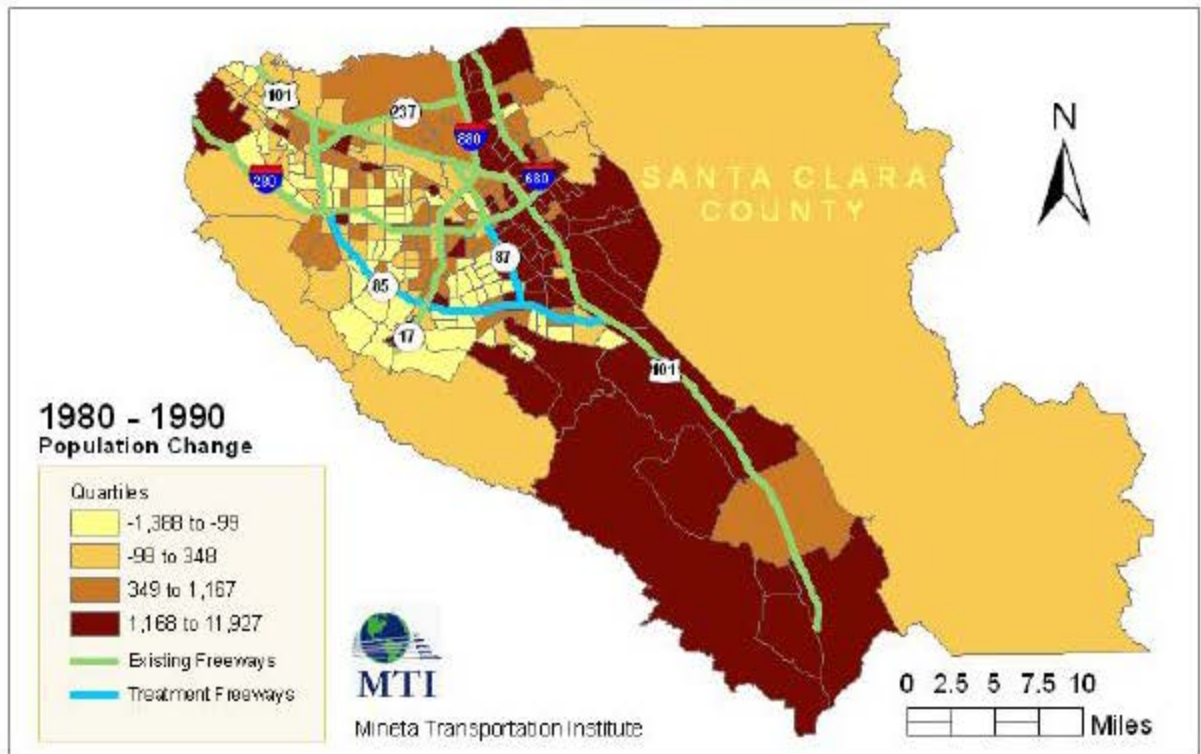 101
237
880
280
680
SANTA CLARA
COUNTY
N
87
85
17
101
1980 - 1990
Population Change
Quartiles
-1,388 to -99
-98 to 348
349 to 1,167
1,168 to 11,927
Existing Freeways
Treatment Freeways
MTI
Mineta Transportation Institute
0 2.5 5 7.5 10
Miles